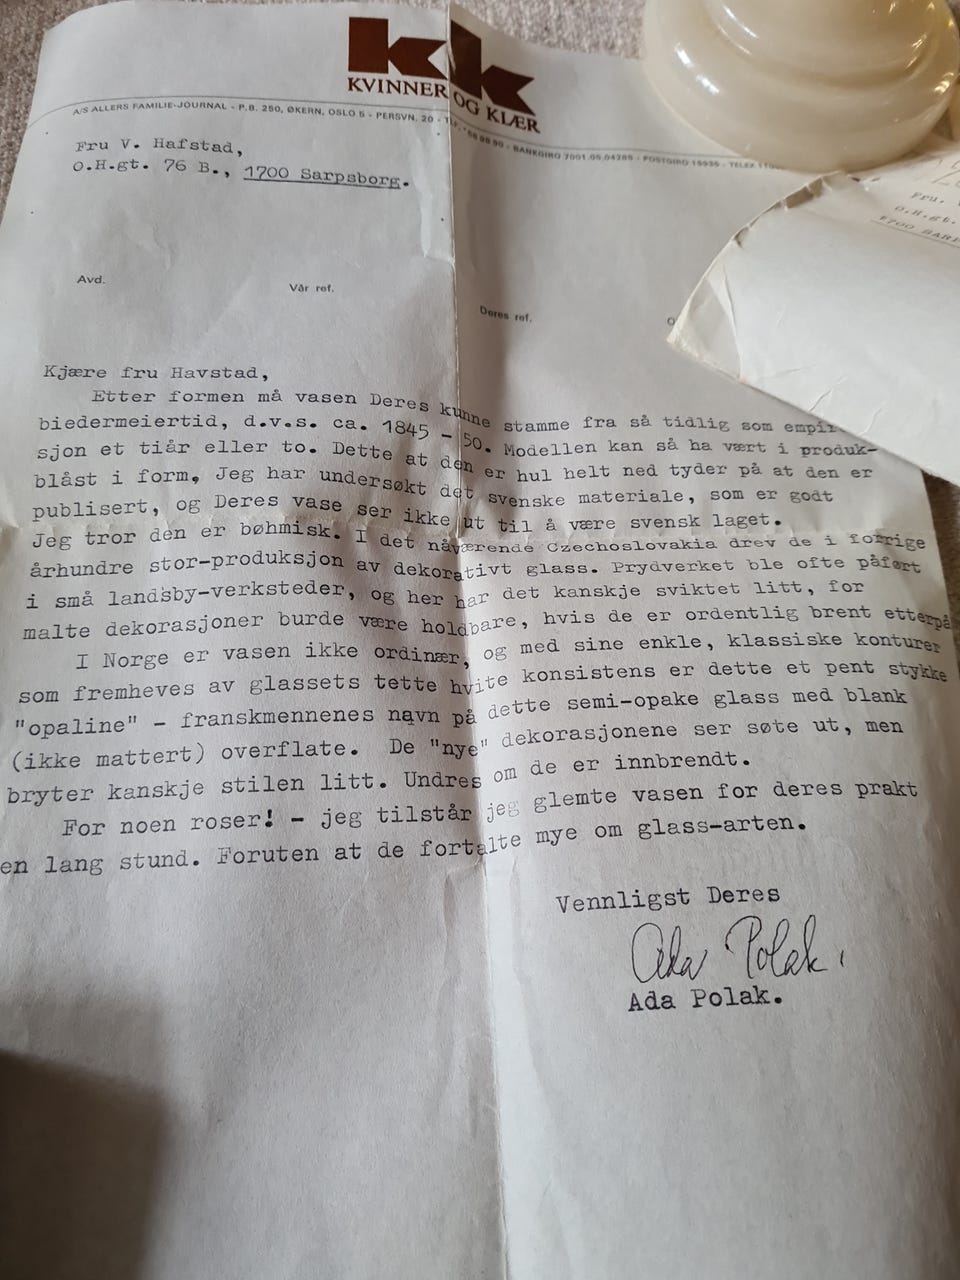 kk
KVINNER OG KLÆR
A/S ALLERS FAMILIE-JOURNAL - P.B. 250, ØKERN, OSLO 5 - PERSVN. 20 - BANKGIRO 7001.05.04285 - POSTGIRO 15935 - TELEX
Fru V. Hafstad,
O.H.gt. 76 B., 1700 Sarpsborg.
Fru.
O.H.gt.
1700
Avd.
Vår ref.
Deres ref.
Kjære fru Havstad,
Etter formen må vasen Deres kunne stamme fra så tidlig som empir
biedermeiertid, d.v.s. ca. 1845 - 50. Modellen kan så ha vært i produk-
sjon et tiår eller to. Dette at den er hul helt ned tyder på at den er
blåst i form, Jeg har undersøkt det svenske materiale, som er godt
publisert, og Deres vase ser ikke ut til å være svensk laget.
Jeg tror den er bøhmisk. I det nåværende Czechoslovakia drev de i forrige
århundre stor-produksjon av dekorativt glass. Prydverket ble ofte påført
i små landsby-verksteder, og her har det kanskje sviktet litt, for
malte dekorasjoner burde være holdbare, hvis de er ordentlig brent etterpå
I Norge er vasen ikke ordinær, og med sine enkle, klassiske konturer
som fremheves av glassets tette hvite konsistens er dette et pent stykke
"opaline" - franskmennenes navn på dette semi-opake glass med blank
(ikke mattert) overflate. De "nye" dekorasjonene ser søte ut, men
bryter kanskje stilen litt. Undres om de er innbrendt.
For noen roser! - jeg tilstår jeg glemte vasen for deres prakt
en lang stund. Foruten at de fortalte mye om glass-arten.
Vennligst Deres
Ada Polak.
Ada Polak.